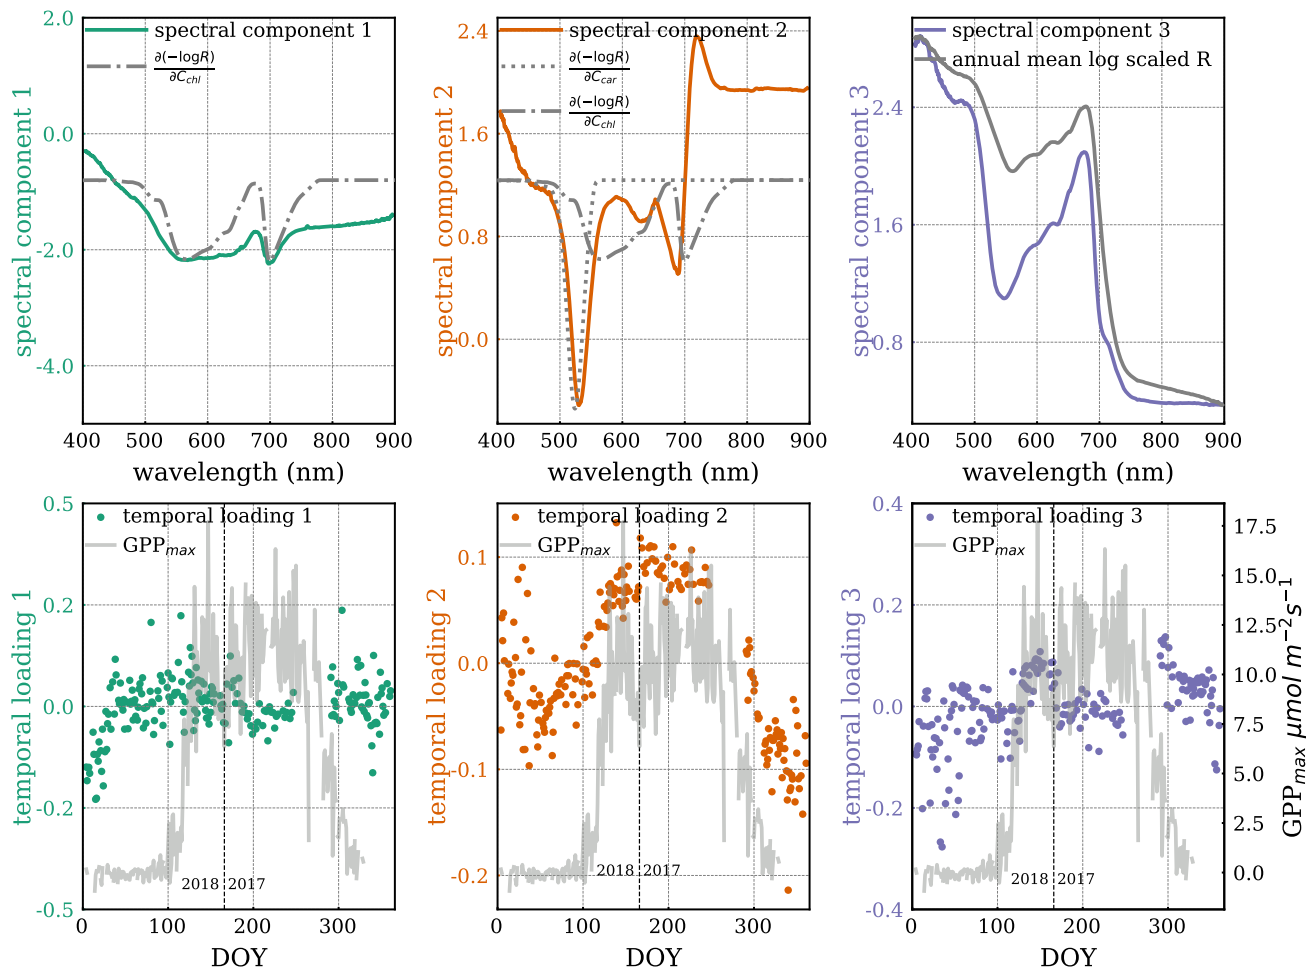 spectral component 1
∂(−logR)
∂C_chl
2.0
0.0
-2.0
-4.0
spectral component 1
400 500 600 700 800 900
wavelength (nm)
spectral component 2
∂(−logR)
∂C_car
∂(−logR)
∂C_chl
2.4
1.6
0.8
0.0
spectral component 2
400 500 600 700 800 900
wavelength (nm)
spectral component 3
annual mean log scaled R
2.4
1.6
0.8
spectral component 3
400 500 600 700 800 900
wavelength (nm)
temporal loading 1
GPP_max
0.5
0.2
0.0
-0.2
-0.5
temporal loading 1
2018 2017
0 100 200 300
DOY
temporal loading 2
GPP_max
0.1
0.0
-0.1
-0.2
temporal loading 2
2018 2017
0 100 200 300
DOY
temporal loading 3
GPP_max
0.4
0.2
0.0
-0.2
-0.4
temporal loading 3
2018 2017
0 100 200 300
DOY
17.5
15.0
12.5
10.0
7.5
5.0
2.5
0.0
GPP_max μmol m⁻²s⁻¹